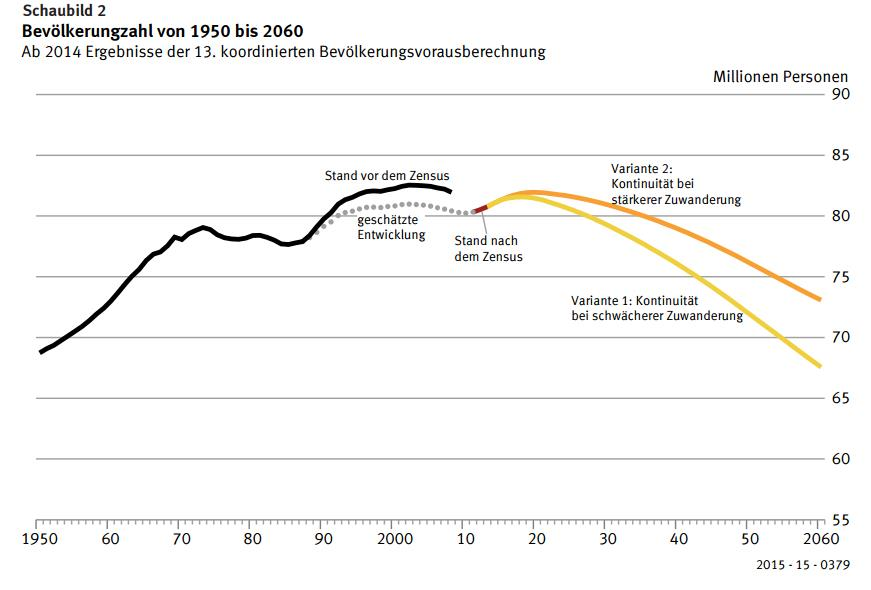 Schaubild 2
Bevölkerungzahl von 1950 bis 2060
Ab 2014 Ergebnisse der 13. koordinierten Bevölkerungsvorausberechnung
Millionen Personen
90
85
Stand vor dem Zensus
Variante 2:
Kontinuität bei
stärkerer Zuwanderung
80
geschätzte
Entwicklung
Stand nach
dem Zensus
75
Variante 1: Kontinuität
bei schwächerer Zuwanderung
70
65
60
55
1950 60 70 80 90 2000 10 20 30 40 50 2060
2015 - 15 - 0379